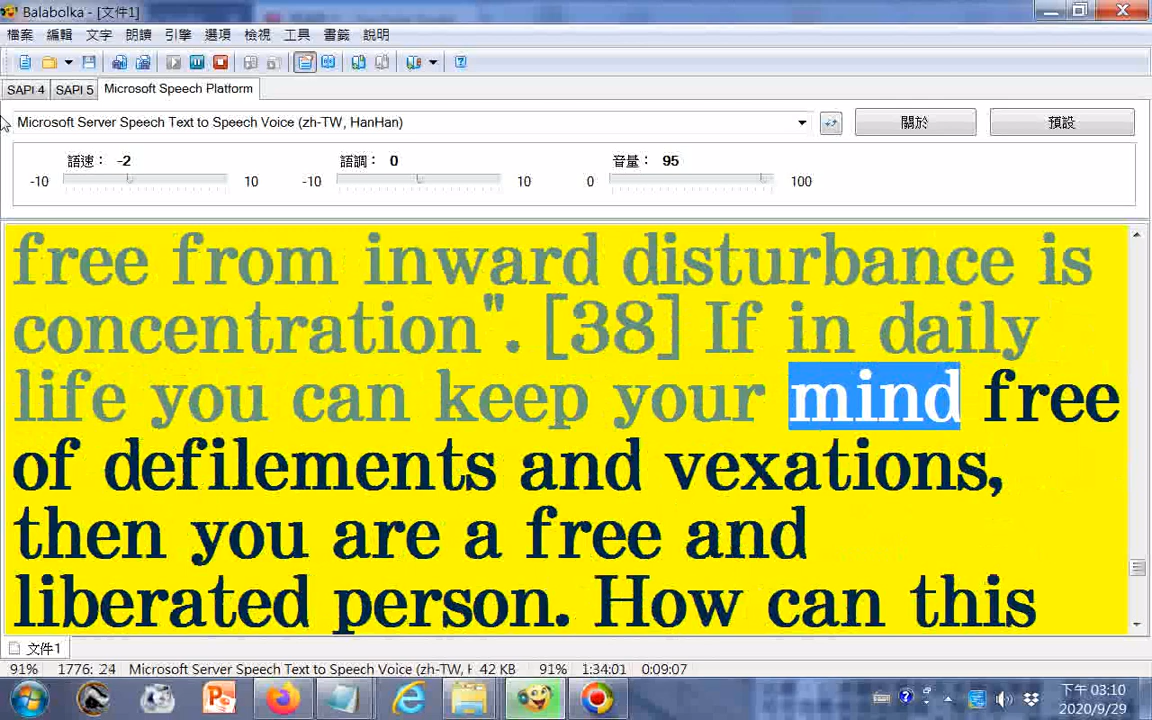 Balabolka - [文件1]
檔案 編輯 文字 朗讀 引擎 選項 檢視 工具 書籤 說明
SAPI 4 SAPI 5 Microsoft Speech Platform
Microsoft Server Speech Text to Speech Voice (zh-TW, HanHan) 關於 預設
語速： -2 語調： 0 音量： 95
-10 10 -10 10 0 100
free from inward disturbance is
concentration". [38] If in daily
life you can keep your mind free
of defilements and vexations,
then you are a free and
liberated person. How can this
文件1
91% 1776: 24 Microsoft Server Speech Text to Speech Voice (zh-TW, H 42 KB 91% 1:34:01 0:09:07
下午 03:10
2020/9/29